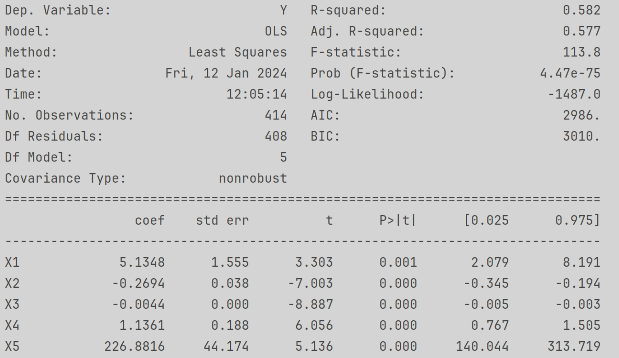 Dep. Variable: Y R-squared: 0.582
Model: OLS Adj. R-squared: 0.577
Method: Least Squares F-statistic: 113.8
Date: Fri, 12 Jan 2024 Prob (F-statistic): 4.47e-75
Time: 12:05:14 Log-Likelihood: -1487.0
No. Observations: 414 AIC: 2986.
Df Residuals: 408 BIC: 3010.
Df Model: 5
Covariance Type: nonrobust
==============================================================================
coef std err t P>|t| [0.025 0.975]
------------------------------------------------------------------------------
X1 5.1348 1.555 3.303 0.001 2.079 8.191
X2 -0.2694 0.038 -7.003 0.000 -0.345 -0.194
X3 -0.0044 0.000 -8.887 0.000 -0.005 -0.003
X4 1.1361 0.188 6.056 0.000 0.767 1.505
X5 226.8816 44.174 5.136 0.000 140.044 313.719